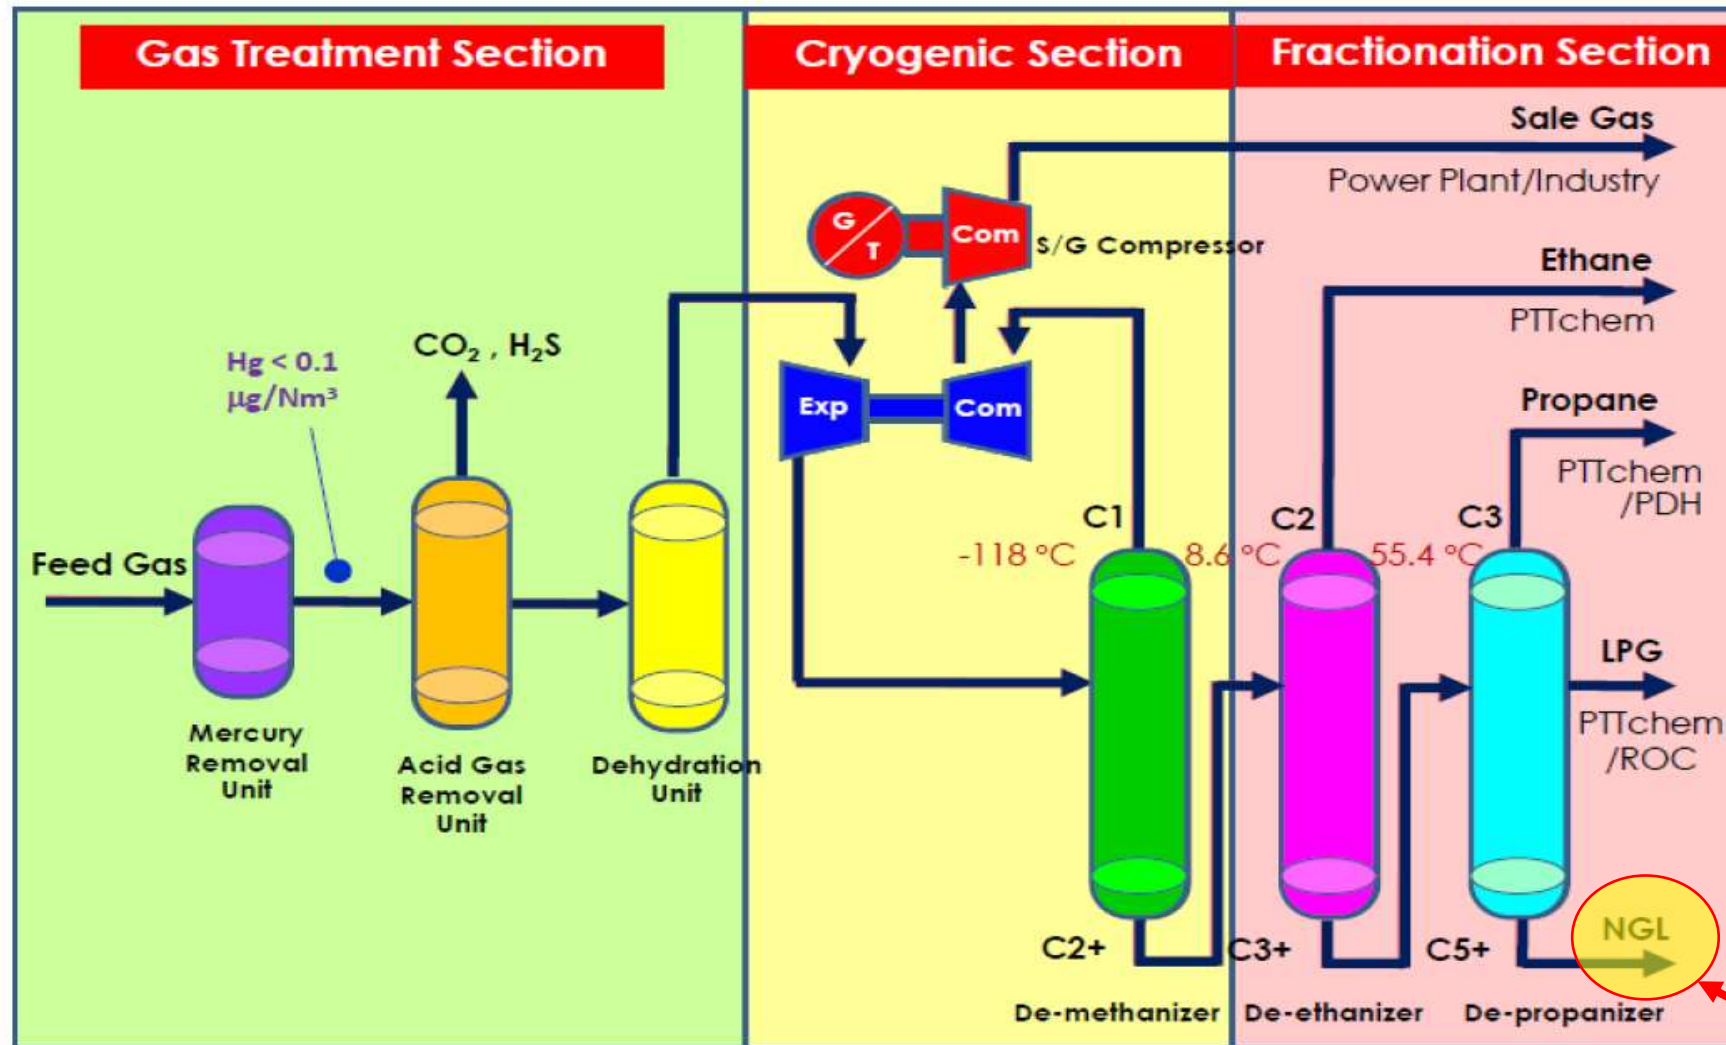 Gas Treatment Section
Cryogenic Section
Fractionation Section
Sale Gas
Power Plant/Industry
G
T
Com
S/G Compressor
Ethane
PTTchem
CO₂ , H₂S
Hg < 0.1
µg/Nm³
Exp
Com
Propane
PTTchem
/PDH
C1
C2
C3
-118 °C
8.6 °C
55.4 °C
Feed Gas
LPG
PTTchem
/ROC
Mercury
Removal
Unit
Acid Gas
Removal
Unit
Dehydration
Unit
C2+
C3+
C5+
NGL
De-methanizer
De-ethanizer
De-propanizer